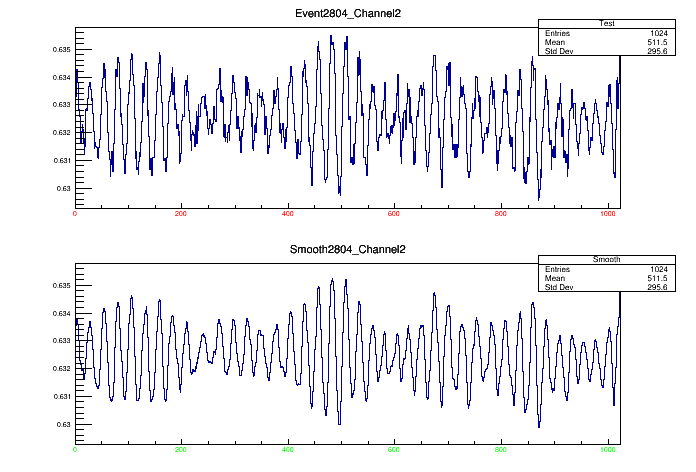 Event2804_Channel2
Test
Entries 1024
Mean 511.5
Std Dev 295.6
0.635
0.634
0.633
0.632
0.631
0.63
0 200 400 600 800 1000
Smooth2804_Channel2
Smooth
Entries 1024
Mean 511.5
Std Dev 295.6
0.635
0.634
0.633
0.632
0.631
0.63
0 200 400 600 800 1000